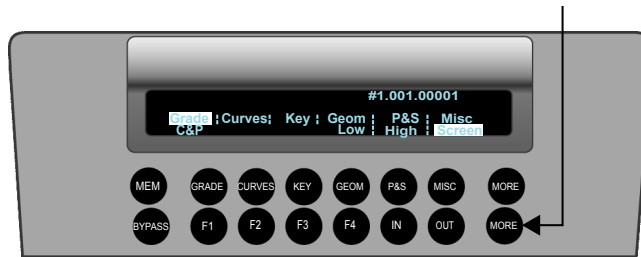 #1.001.00001
Grade ¦ Curves ¦ Key ¦ Geom ¦ P&S ¦ Misc
C&P Low ¦ High ¦ Screen
MEM GRADE CURVES KEY GEOM P&S MISC MORE
BYPASS F1 F2 F3 F4 IN OUT MORE